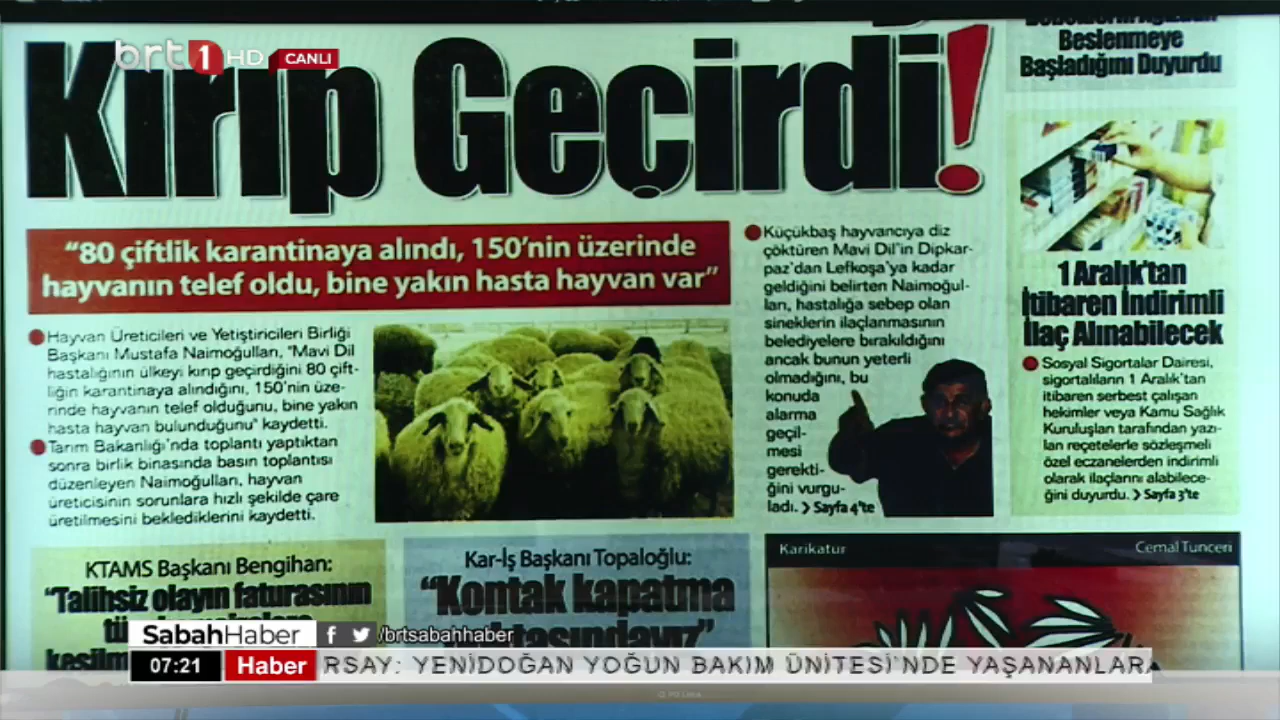 brt1 HD CANLI
Kırıp Geçirdi!
Beslenmeye
Başladığını Duyurdu
"80 çiftlik karantinaya alındı, 150'nin üzerinde
hayvanın telef oldu, bine yakın hasta hayvan var"
Hayvan Üreticileri ve Yetiştiricileri Birliği
Başkanı Mustafa Naimoğulları, "Mavi Dil
hastalığının ülkeyi kırıp geçirdiğini 80 çift-
liğin karantinaya alındığını, 150'nin üze-
rinde hayvanın telef olduğunu, bine yakın
hasta hayvan bulunduğunu" kaydetti.
Tarım Bakanlığı'nda toplantı yaptıktan
sonra birlik binasında basın toplantısı
düzenleyen Naimoğulları, hayvan
üreticisinin sorunlara hızlı şekilde çare
üretilmesini beklediklerini kaydetti.
Küçükbaş hayvancıya diz
çöktüren Mavi Dil'in Dipkar-
paz'dan Lefkoşa'ya kadar
geldiğini belirten Naimoğul-
ları, hastalığa sebep olan
sineklerin ilaçlanmasının
belediyelere bırakıldığını
ancak bunun yeterli
olmadığını, bu
konuda
alarma
geçil-
mesi
gerekti-
ğini vurgu-
ladı. > Sayfa 4'te
1 Aralık'tan
İtibaren İndirimli
İlaç Alınabilecek
Sosyal Sigortalar Dairesi,
sigortalıların 1 Aralık'tan
itibaren serbest çalışan
hekimler veya Kamu Sağlık
Kuruluşları tarafından yazı-
lan reçetelerle sözleşmeli
özel eczanelerden indirimli
olarak ilaçlarını alabilece-
ğini duyurdu. > Sayfa 3'te
KTAMS Başkanı Bengihan:
"Talihsiz olayın faturasının
Kar-İş Başkanı Topaloğlu:
"Kontak kapatma
Karikatur Cemal Tunceri
SabahHaber /brtsabahhaber
07:21 Haber RSAY: YENİDOĞAN YOĞUN BAKIM ÜNİTESİ'NDE YAŞANANLAR